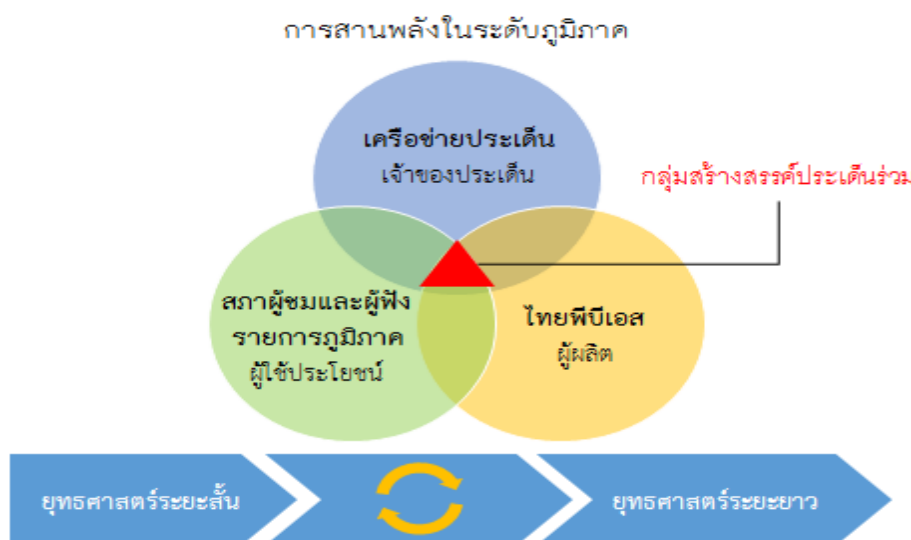 การสานพลังในระดับภูมิภาค
เครือข่ายประเด็น
เจ้าของประเด็น
กลุ่มสร้างสรรค์ประเด็นร่วม
สภาผู้ชมและผู้ฟัง
รายการภูมิภาค
ผู้ใช้ประโยชน์
ไทยพีบีเอส
ผู้ผลิต
ยุทธศาสตร์ระยะสั้น
ยุทธศาสตร์ระยะยาว